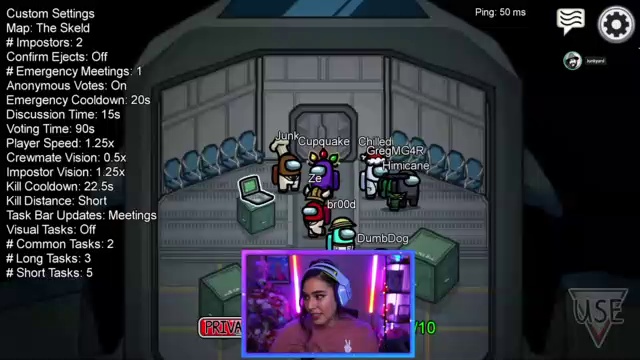 Custom Settings
Map: The Skeld
# Impostors: 2
Confirm Ejects: Off
# Emergency Meetings: 1
Anonymous Votes: On
Emergency Cooldown: 20s
Discussion Time: 15s
Voting Time: 90s
Player Speed: 1.25x
Crewmate Vision: 0.5x
Impostor Vision: 1.25x
Kill Cooldown: 22.5s
Kill Distance: Short
Task Bar Updates: Meetings
Visual Tasks: Off
# Common Tasks: 2
# Long Tasks: 3
# Short Tasks: 5
Ping: 50 ms
Junkyard
Junk
Cupquake
Chilled
GregMG4R
Himicane
Ze
br00d
DumbDog
PRIVA
/10
USE